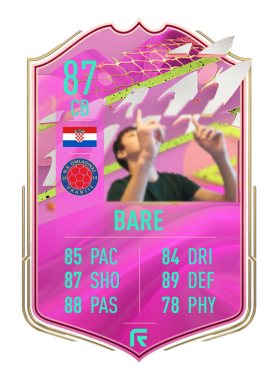 87
CB
BARE
85 PAC 84 DRI
87 SHO 89 DEF
88 PAS 78 PHY